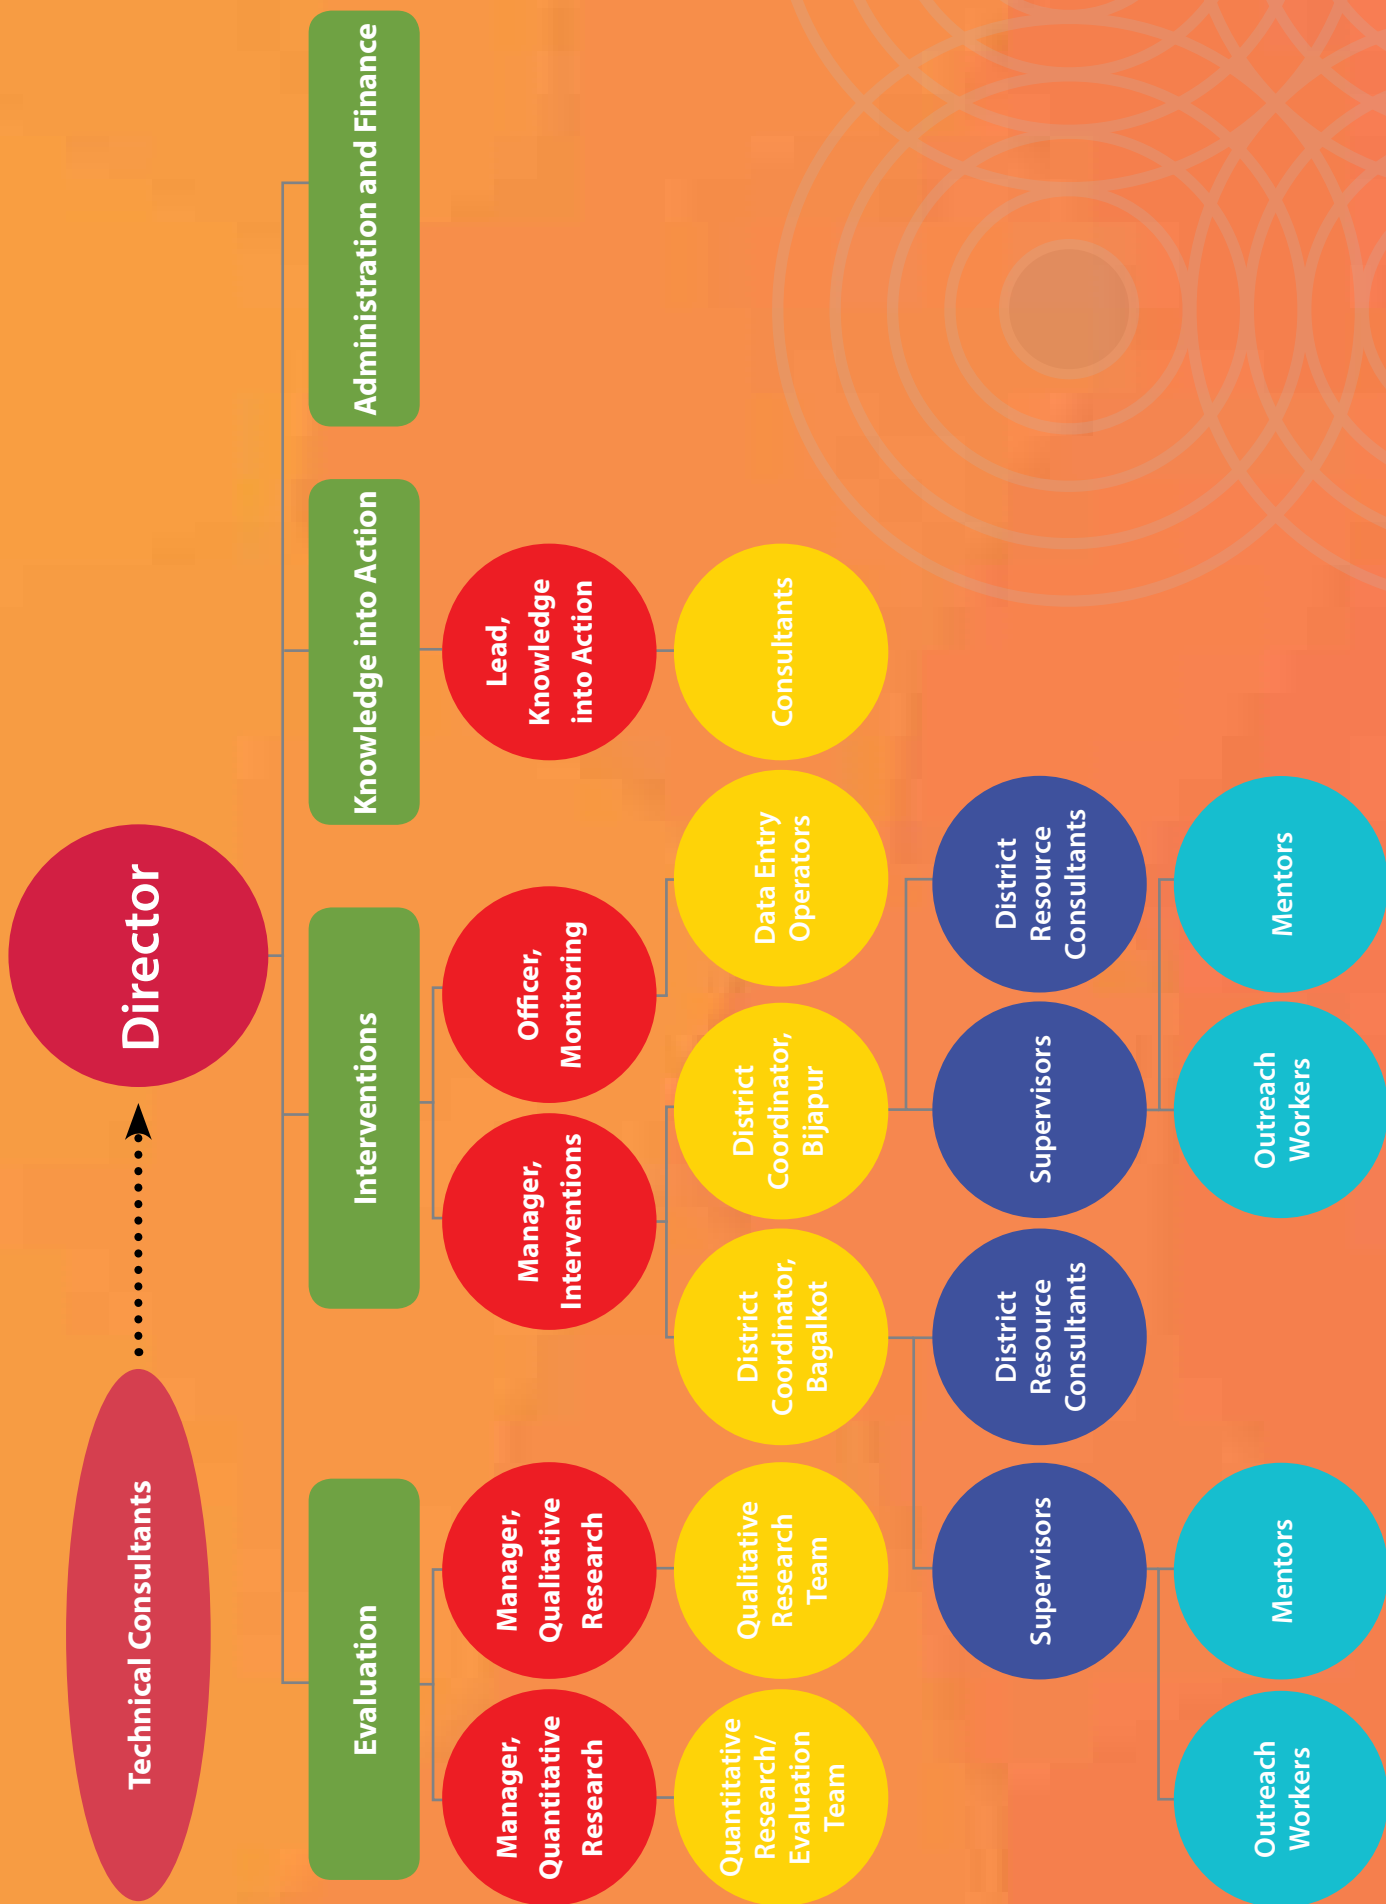 Technical Consultants
Director
Evaluation
Interventions
Knowledge into Action
Administration and Finance
Manager,
Quantitative
Research
Manager,
Qualitative
Research
Manager,
Interventions
Officer,
Monitoring
Lead,
Knowledge
into Action
Quantitative
Research/
Evaluation
Team
Qualitative
Research
Team
District
Coordinator,
Bagalkot
District
Coordinator,
Bijapur
Data Entry
Operators
Consultants
Supervisors
District
Resource
Consultants
Supervisors
District
Resource
Consultants
Outreach
Workers
Mentors
Outreach
Workers
Mentors